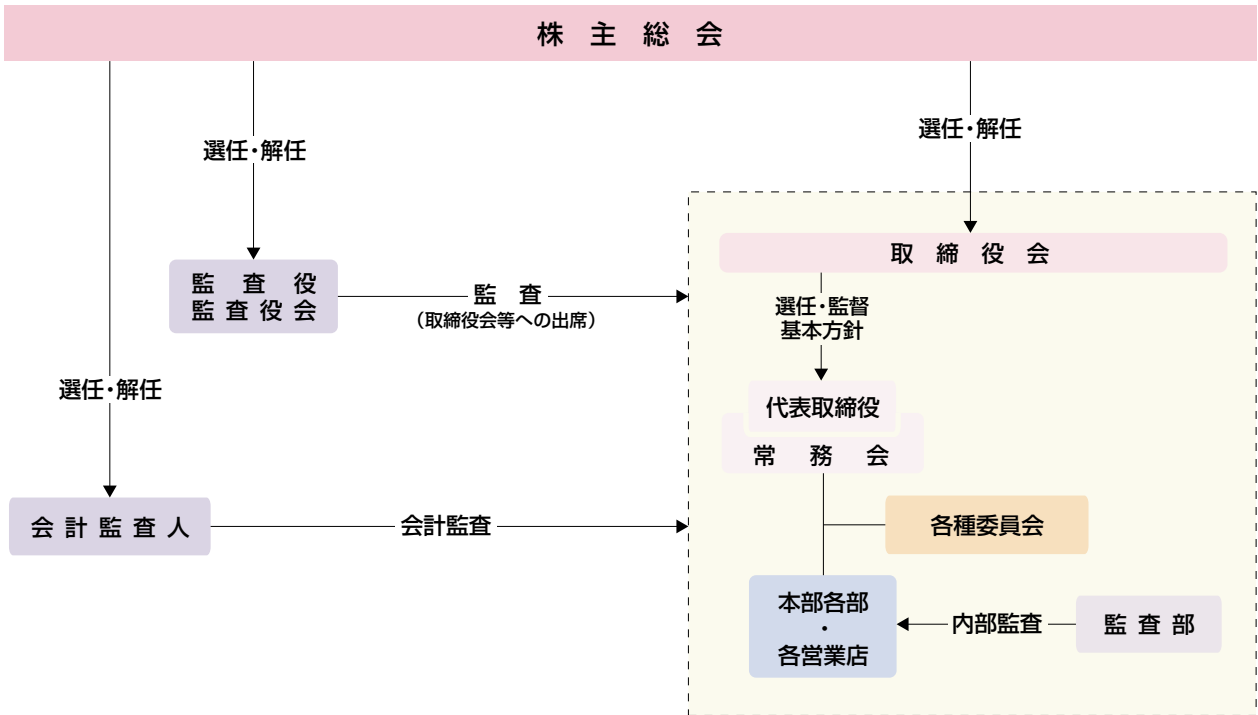 株主総会
選任・解任
選任・解任
選任・解任
取締役会
監査役
監査役会
監査
（取締役会等への出席）
選任・監督
基本方針
代表取締役
常務会
会計監査人
会計監査
各種委員会
本部各部
・
各営業店
内部監査
監査部